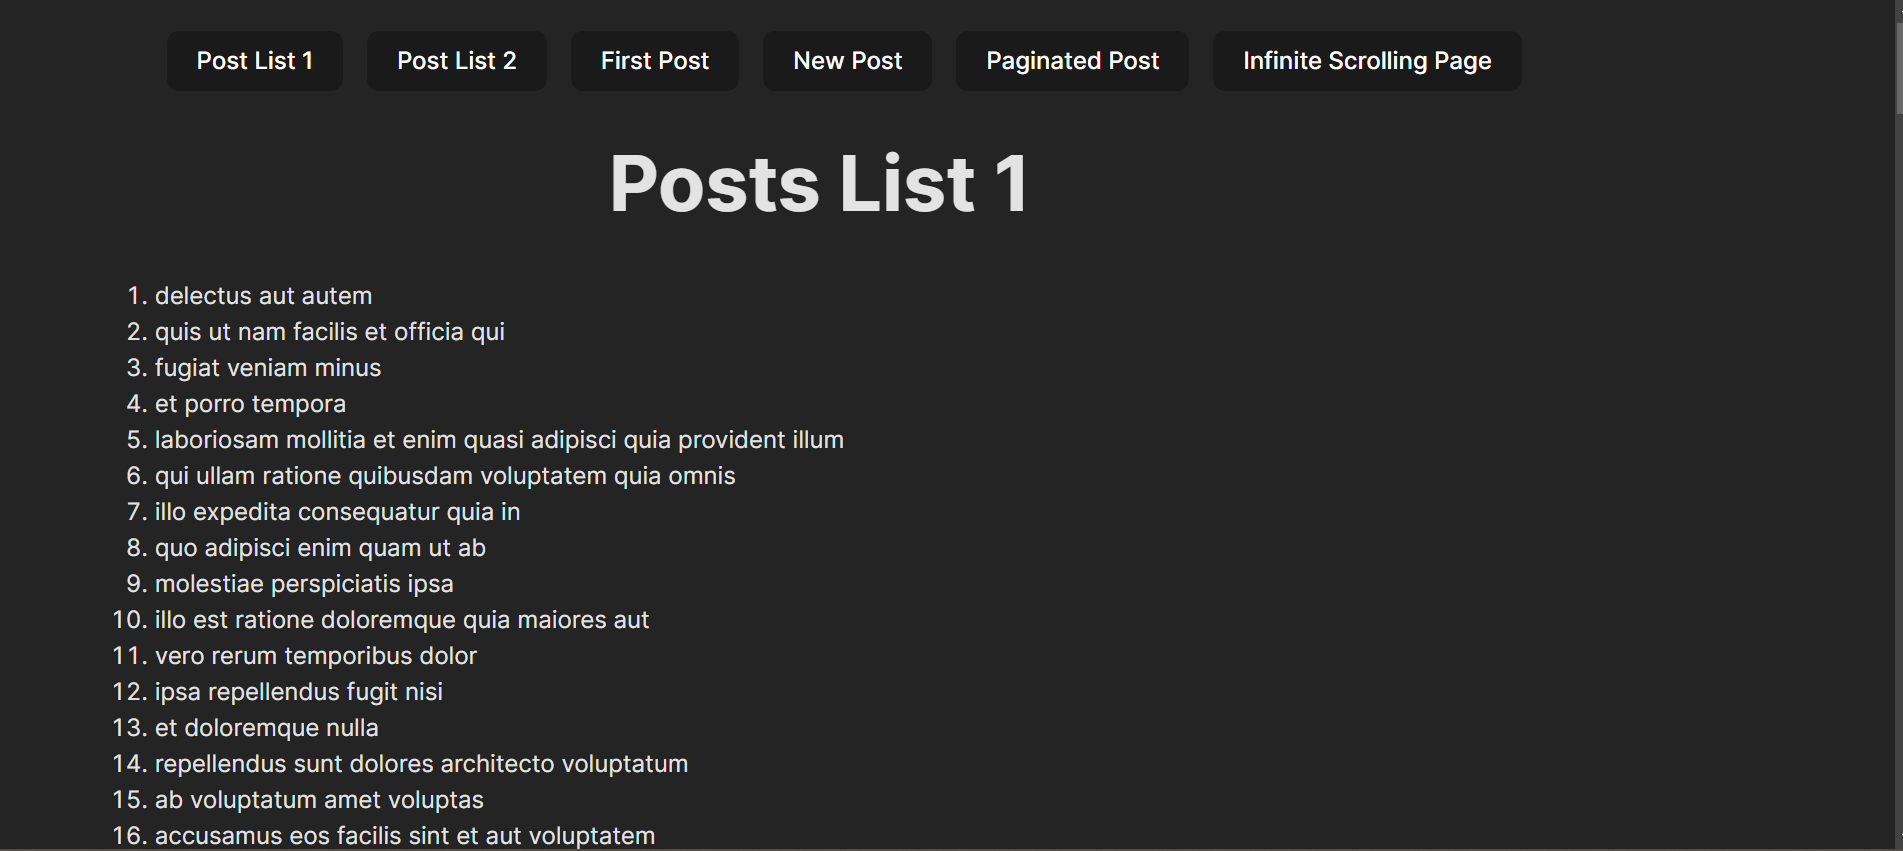 Post List 1 Post List 2 First Post New Post Paginated Post Infinite Scrolling Page
Posts List 1
1. delectus aut autem
2. quis ut nam facilis et officia qui
3. fugiat veniam minus
4. et porro tempora
5. laboriosam mollitia et enim quasi adipisci quia provident illum
6. qui ullam ratione quibusdam voluptatem quia omnis
7. illo expedita consequatur quia in
8. quo adipisci enim quam ut ab
9. molestiae perspiciatis ipsa
10. illo est ratione doloremque quia maiores aut
11. vero rerum temporibus dolor
12. ipsa repellendus fugit nisi
13. et doloremque nulla
14. repellendus sunt dolores architecto voluptatum
15. ab voluptatum amet voluptas
16. accusamus eos facilis sint et aut voluptatem